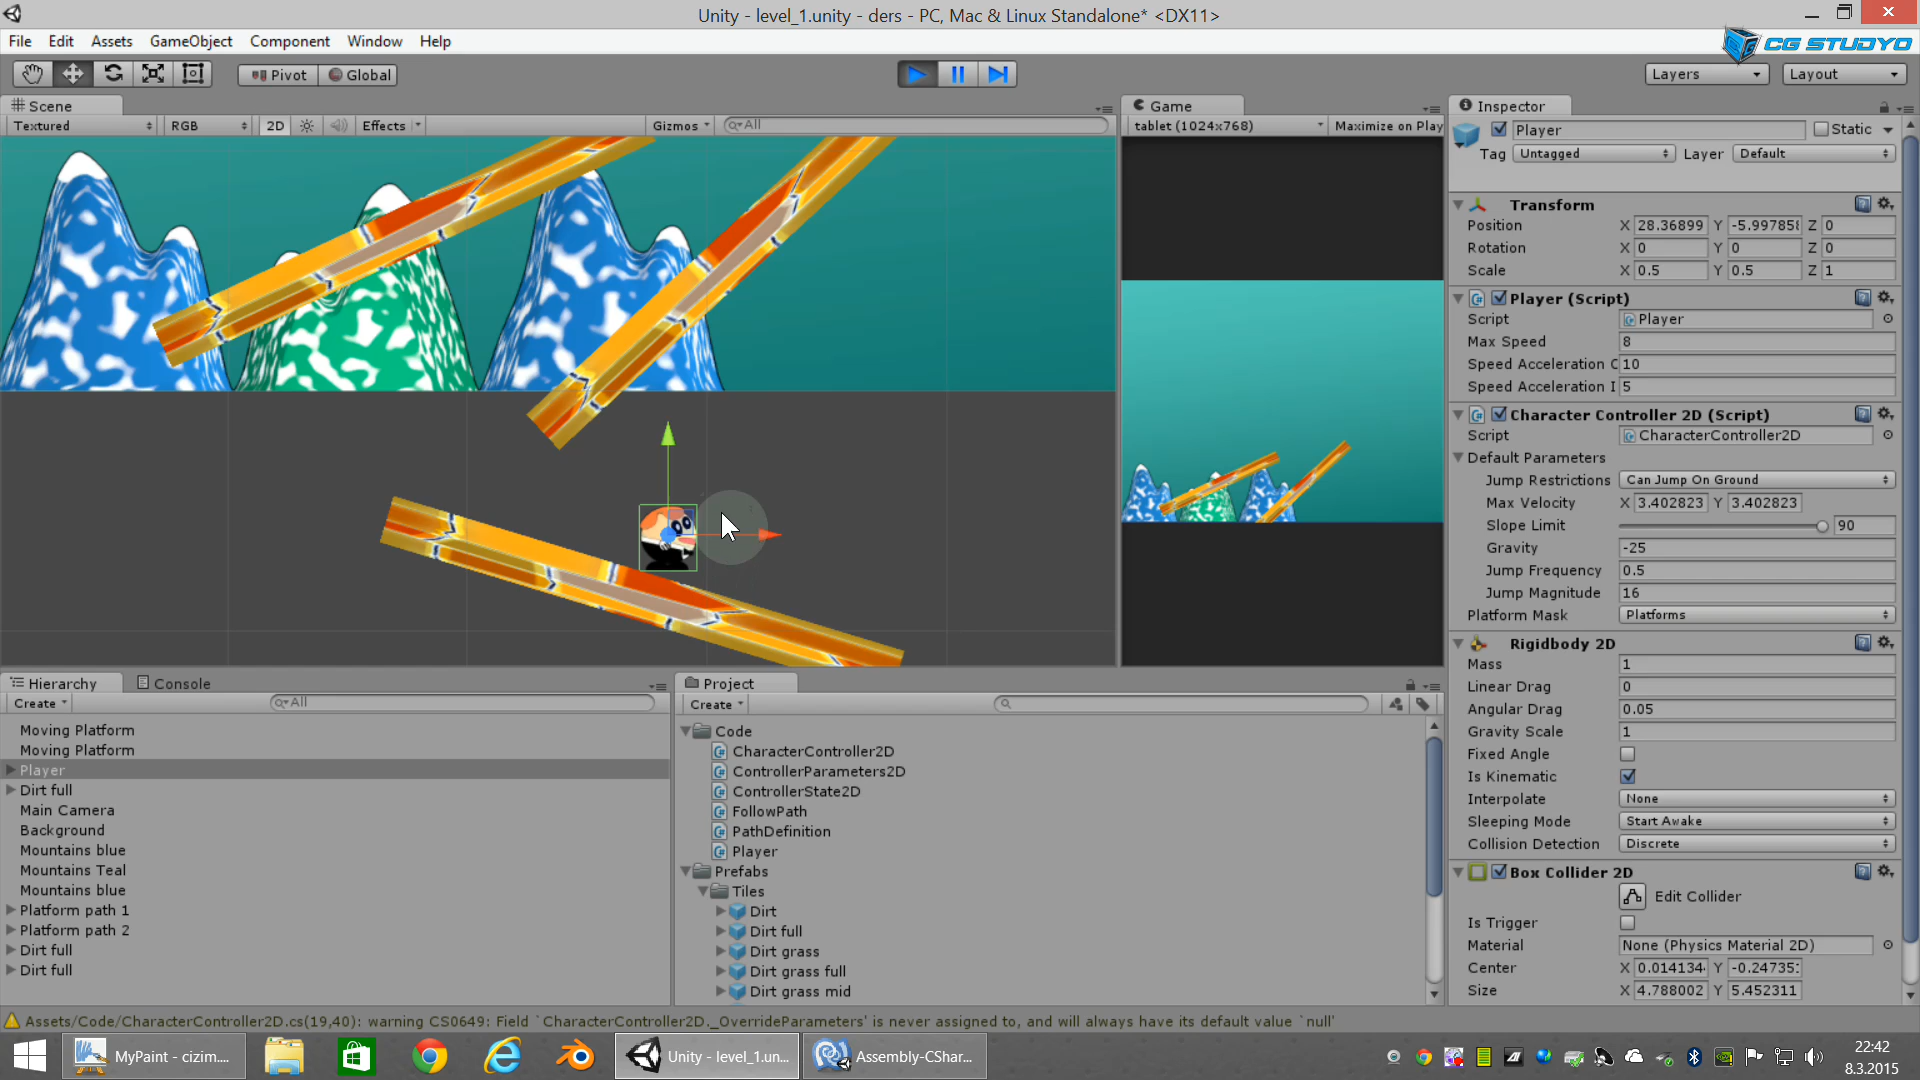 Unity - level_1.unity - ders - PC, Mac & Linux Standalone* <DX11>
File Edit Assets GameObject Component Window Help
CG STUDYO
Pivot Global
Layers Layout
Scene
Textured RGB 2D Effects Gizmos All
Game
tablet (1024x768) Maximize on Play
Inspector
Player Static
Tag Untagged Layer Default
Transform
Position X 28.36899 Y -5.99785 Z 0
Rotation X 0 Y 0 Z 0
Scale X 0.5 Y 0.5 Z 1
Player (Script)
Script Player
Max Speed 8
Speed Acceleration 10
Speed Acceleration 5
Character Controller 2D (Script)
Script CharacterController2D
Default Parameters
Jump Restrictions Can Jump On Ground
Max Velocity X 3.402823 Y 3.402823
Slope Limit 90
Gravity -25
Jump Frequency 0.5
Jump Magnitude 16
Platform Mask Platforms
Rigidbody 2D
Mass 1
Linear Drag 0
Angular Drag 0.05
Gravity Scale 1
Fixed Angle
Is Kinematic
Interpolate None
Sleeping Mode Start Awake
Collision Detection Discrete
Box Collider 2D
Edit Collider
Is Trigger
Material None (Physics Material 2D)
Center X 0.014134 Y -0.24735
Size X 4.788002 Y 5.452311
Hierarchy Console
Create All
Moving Platform
Moving Platform
Player
Dirt full
Main Camera
Background
Mountains blue
Mountains Teal
Mountains blue
Platform path 1
Platform path 2
Dirt full
Dirt full
Project
Create
Code
CharacterController2D
ControllerParameters2D
ControllerState2D
FollowPath
PathDefinition
Player
Prefabs
Tiles
Dirt
Dirt full
Dirt grass
Dirt grass full
Dirt grass mid
Assets/Code/CharacterController2D.cs(19,40): warning CS0649: Field `CharacterController2D._OverrideParameters' is never assigned to, and will always have its default value `null'
MyPaint - cizim....
Unity - level_1.un...
Assembly-CShar...
22:42
8.3.2015